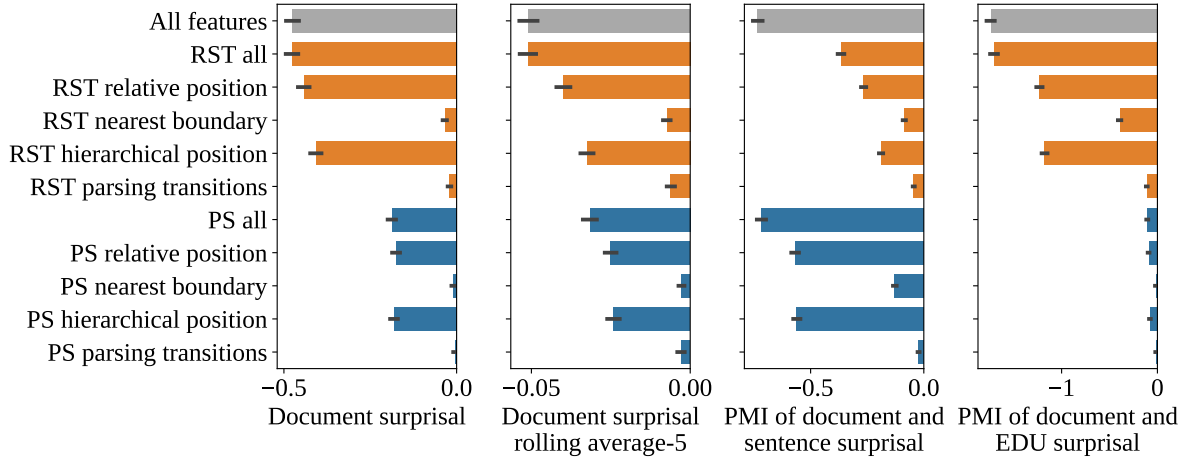 All features
RST all
RST relative position
RST nearest boundary
RST hierarchical position
RST parsing transitions
PS all
PS relative position
PS nearest boundary
PS hierarchical position
PS parsing transitions
−0.5 0.0
Document surprisal
−0.05 0.00
Document surprisal
rolling average-5
−0.5 0.0
PMI of document and
sentence surprisal
−1 0
PMI of document and
EDU surprisal